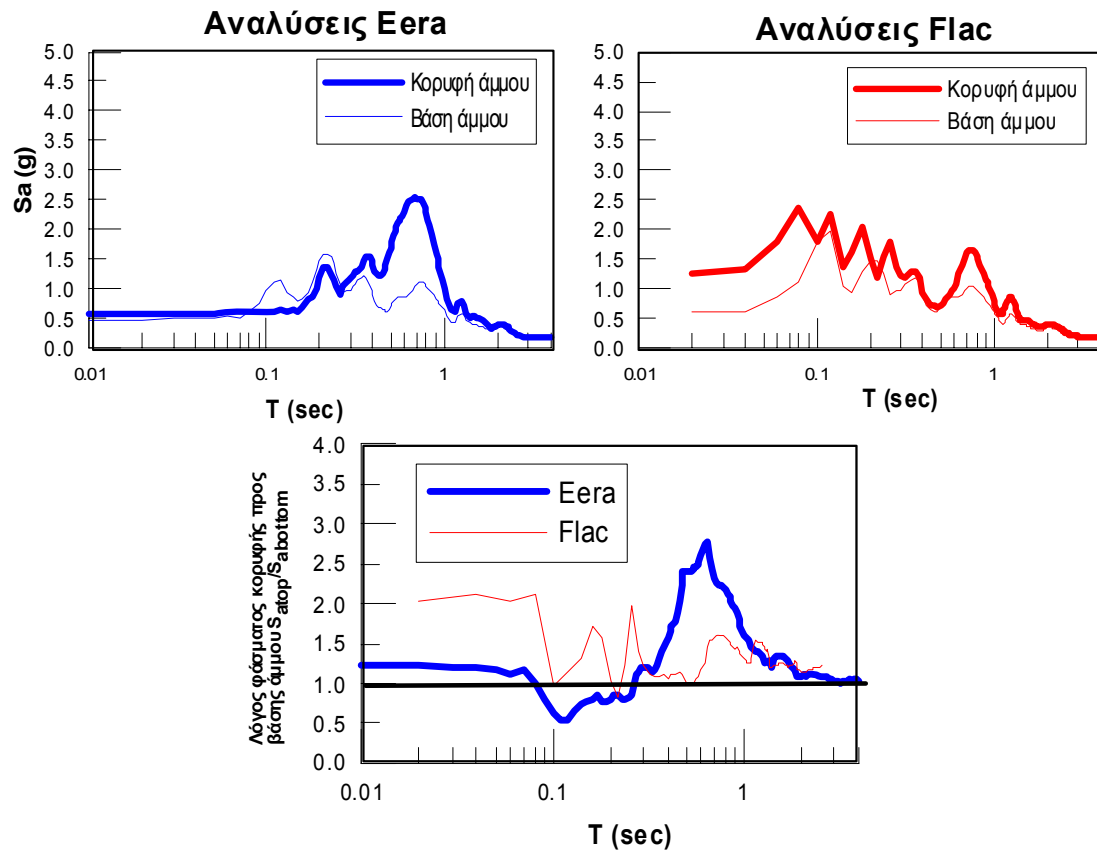 Αναλύσεις Eera
5.0
4.5
4.0
3.5
3.0
2.5
2.0
1.5
1.0
0.5
0.0
Sa (g)
Κορυφή άμμου
Βάση άμμου
0.01
0.1
1
T (sec)
Αναλύσεις Flac
5.0
4.5
4.0
3.5
3.0
2.5
2.0
1.5
1.0
0.5
0.0
Κορυφή άμμου
Βάση άμμου
0.01
0.1
1
T (sec)
4.0
3.5
3.0
2.5
2.0
1.5
1.0
0.5
0.0
Λόγος φάσματος κορυφής προς
βάσης άμμου Satop/Sabottom
Eera
Flac
0.01
0.1
1
T (sec)